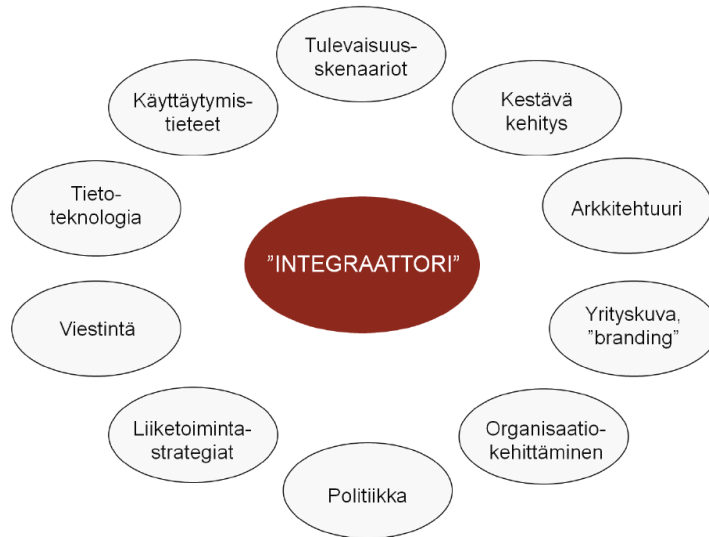 Tulevaisuus-
skenaariot
Käyttäytymis-
tieteet
Kestävä
kehitys
Tieto-
teknologia
Arkkitehtuuri
”INTEGRAATTORI”
Viestintä
Yrityskuva,
”branding”
Liiketoiminta-
strategiat
Organisaatio-
kehittäminen
Politiikka